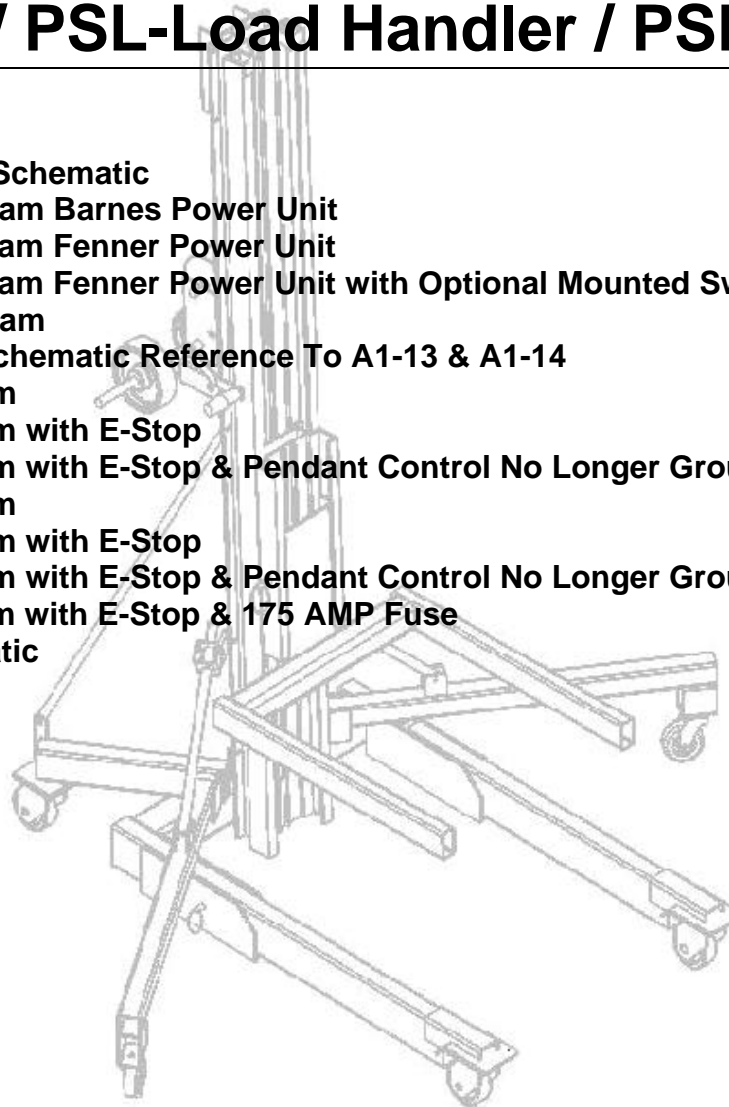 / PSL-Load Handler / PSL
Schematic
am Barnes Power Unit
am Fenner Power Unit
am Fenner Power Unit with Optional Mounted Sw
am
chematic Reference To A1-13 & A1-14
m
m with E-Stop
m with E-Stop & Pendant Control No Longer Grou
m
m with E-Stop
m with E-Stop & Pendant Control No Longer Grou
m with E-Stop & 175 AMP Fuse
atic